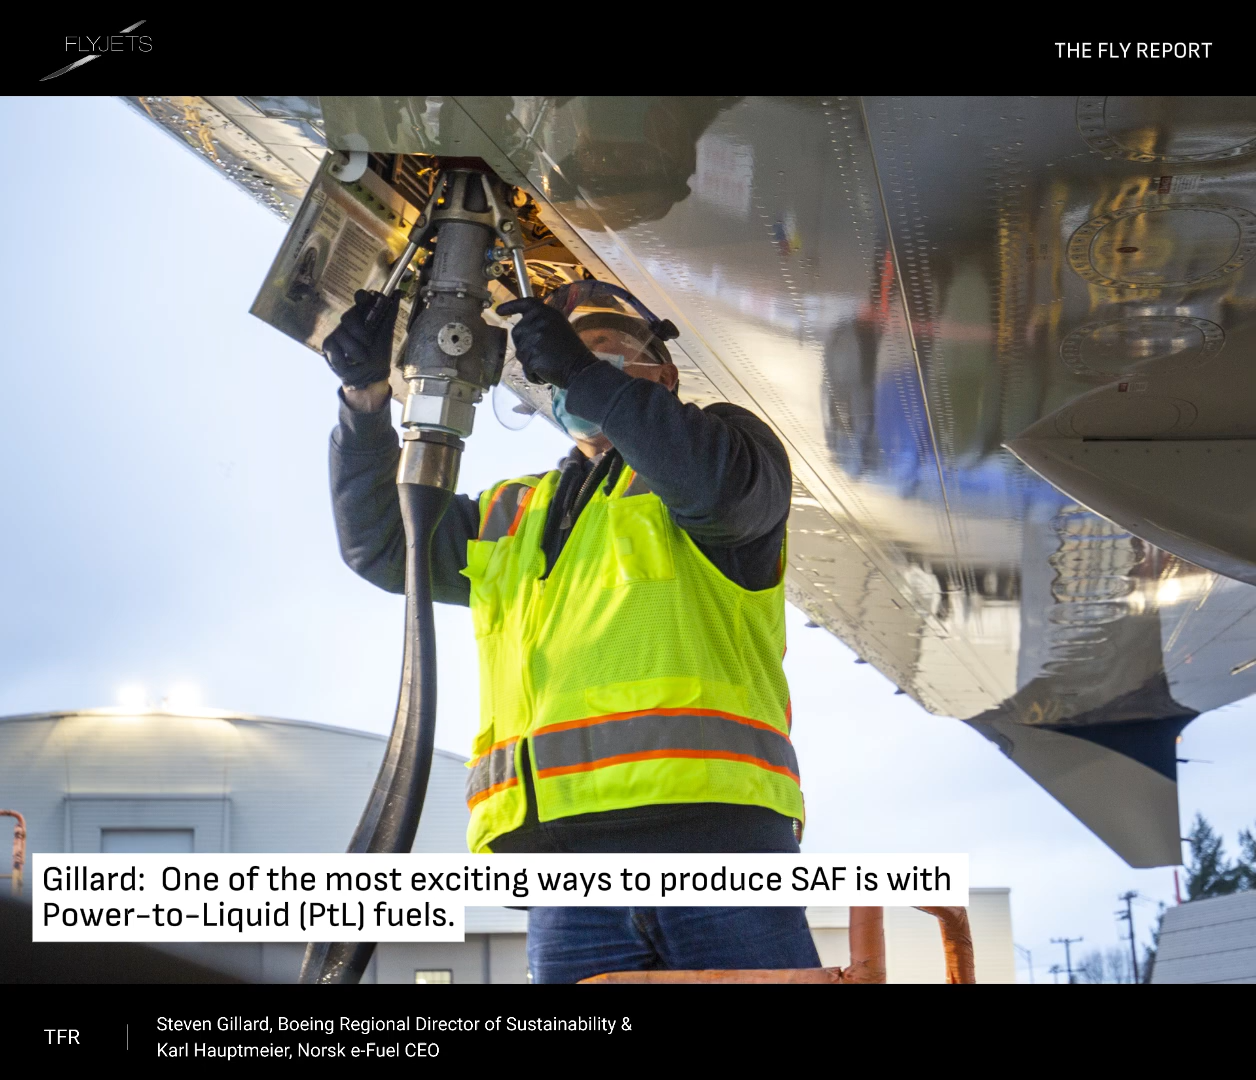 FLYJETS
THE FLY REPORT
Gillard:  One of the most exciting ways to produce SAF is with
Power-to-Liquid (PtL) fuels.
TFR
Steven Gillard, Boeing Regional Director of Sustainability &
Karl Hauptmeier, Norsk e-Fuel CEO